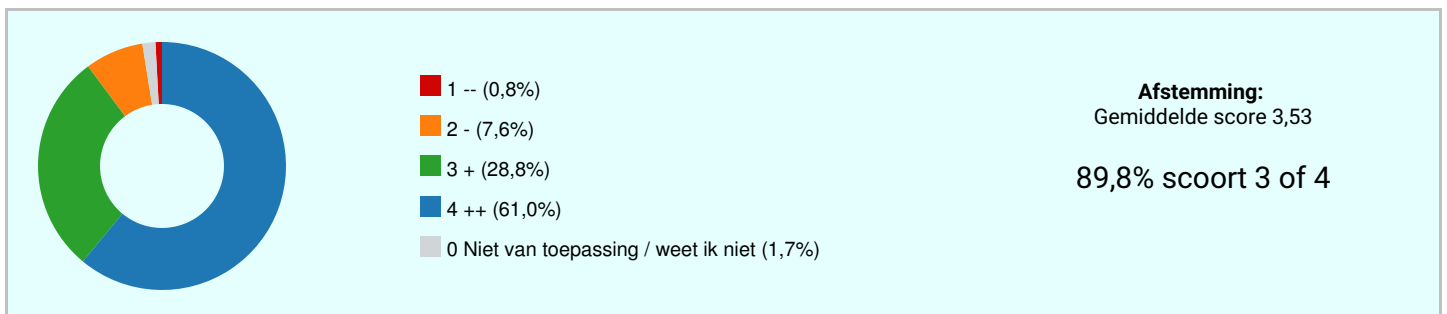 1 -- (0,8%)
2 - (7,6%)
3 + (28,8%)
4 ++ (61,0%)
0 Niet van toepassing / weet ik niet (1,7%)
Afstemming:
Gemiddelde score 3,53
89,8% scoort 3 of 4